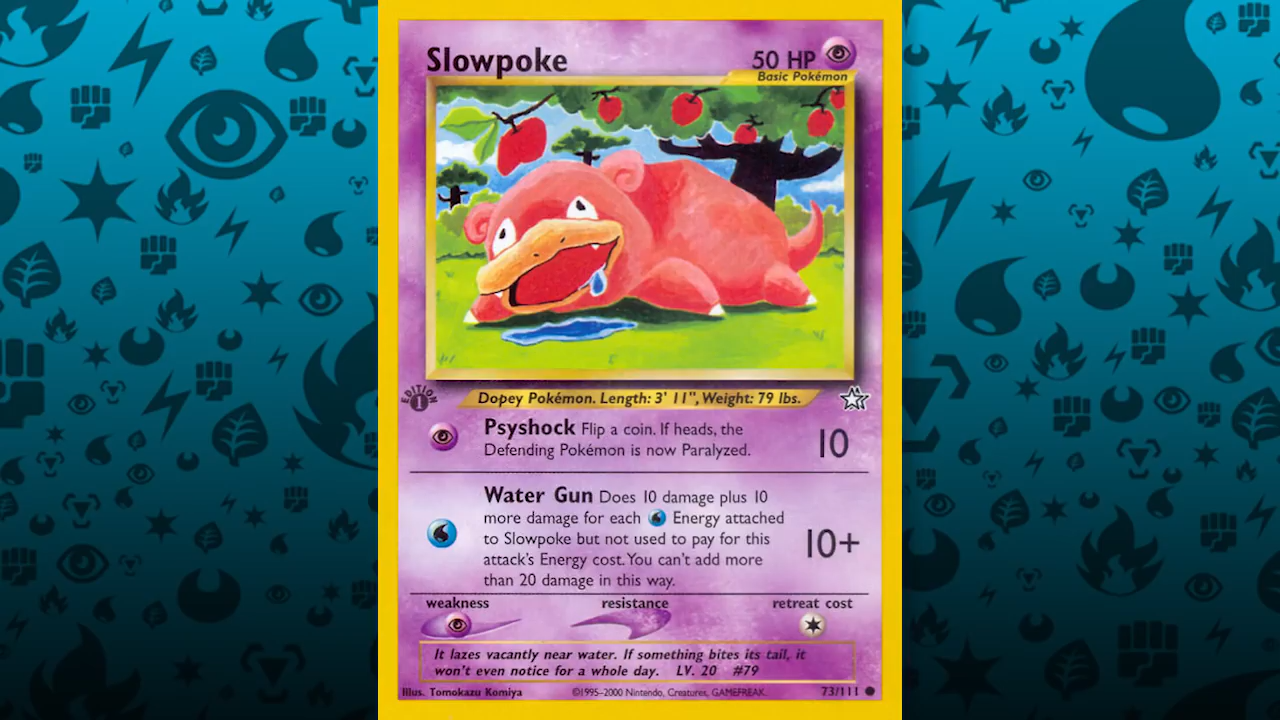 Slowpoke
50 HP
Basic Pokémon
EDITION
1
Dopey Pokémon. Length: 3' 11", Weight: 79 lbs.
Psyshock Flip a coin. If heads, the
Defending Pokémon is now Paralyzed.
10
Water Gun Does 10 damage plus 10
more damage for each Energy attached
to Slowpoke but not used to pay for this
attack's Energy cost. You can't add more
than 20 damage in this way.
10+
weakness
resistance
retreat cost
It lazes vacantly near water. If something bites its tail, it
won't even notice for a whole day. LV. 20 #79
Illus. Tomokazu Komiya
©1995-2000 Nintendo, Creatures, GAMEFREAK.
73/111